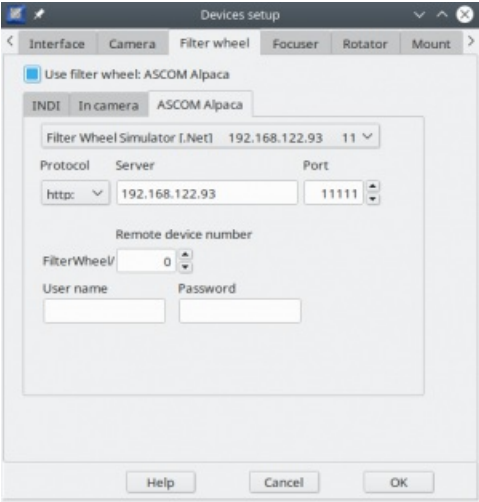 Devices setup
Interface Camera Filter wheel Focuser Rotator Mount
Use filter wheel: ASCOM Alpaca
INDI In camera ASCOM Alpaca
Filter Wheel Simulator [.Net] 192.168.122.93 11
Protocol Server Port
http: 192.168.122.93 11111
Remote device number
FilterWheel/ 0
User name Password
Help Cancel OK